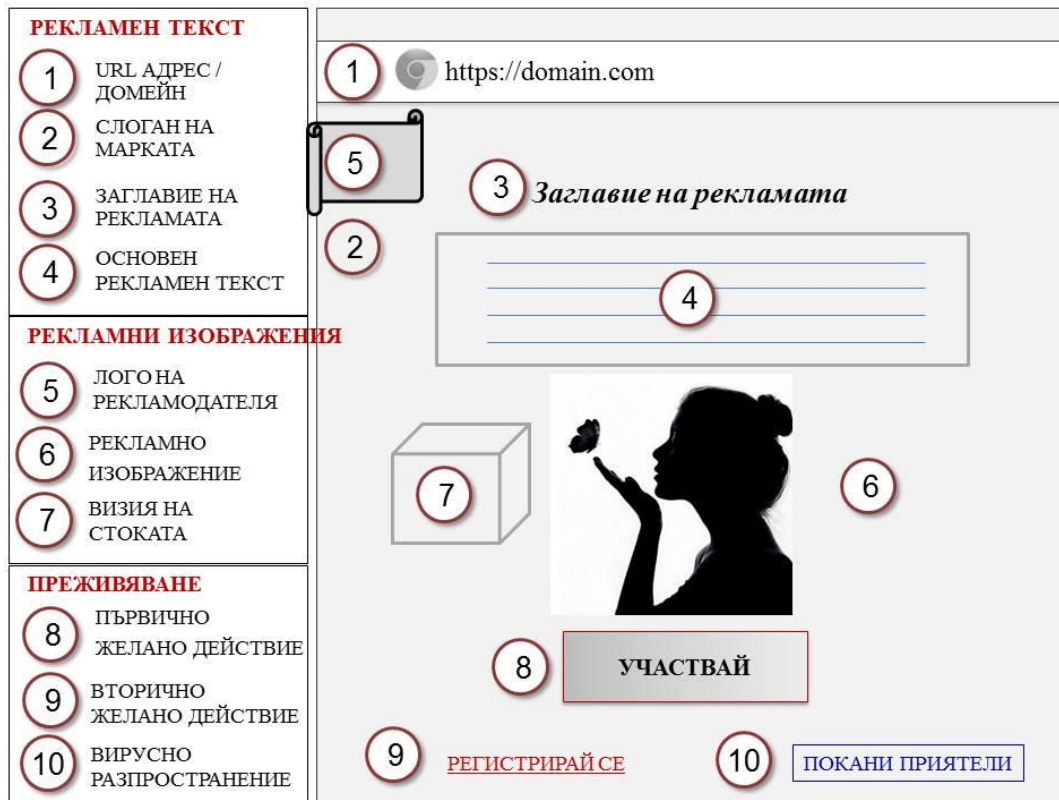 РЕКЛАМЕН ТЕКСТ
1
URL АДРЕС /
ДОМЕЙН
2
СЛОГАН НА
МАРКАТА
3
ЗАГЛАВИЕ НА
РЕКЛАМАТА
4
ОСНОВЕН
РЕКЛАМЕН ТЕКСТ
РЕКЛАМНИ ИЗОБРАЖЕНИЯ
5
ЛОГО НА
РЕКЛАМОДАТЕЛЯ
6
РЕКЛАМНО
ИЗОБРАЖЕНИЕ
7
ВИЗИЯ НА
СТОКАТА
ПРЕЖИВЯВАНЕ
8
ПЪРВИЧНО
ЖЕЛАНО ДЕЙСТВИЕ
9
ВТОРИЧНО
ЖЕЛАНО ДЕЙСТВИЕ
10
ВИРУСНО
РАЗПРОСТРАНЕНИЕ
1 https://domain.com
5
3 Заглавие на рекламата
2
4
7
6
8 УЧАСТВАЙ
9 РЕГИСТРИРАЙ СЕ
10 ПОКАНИ ПРИЯТЕЛИ